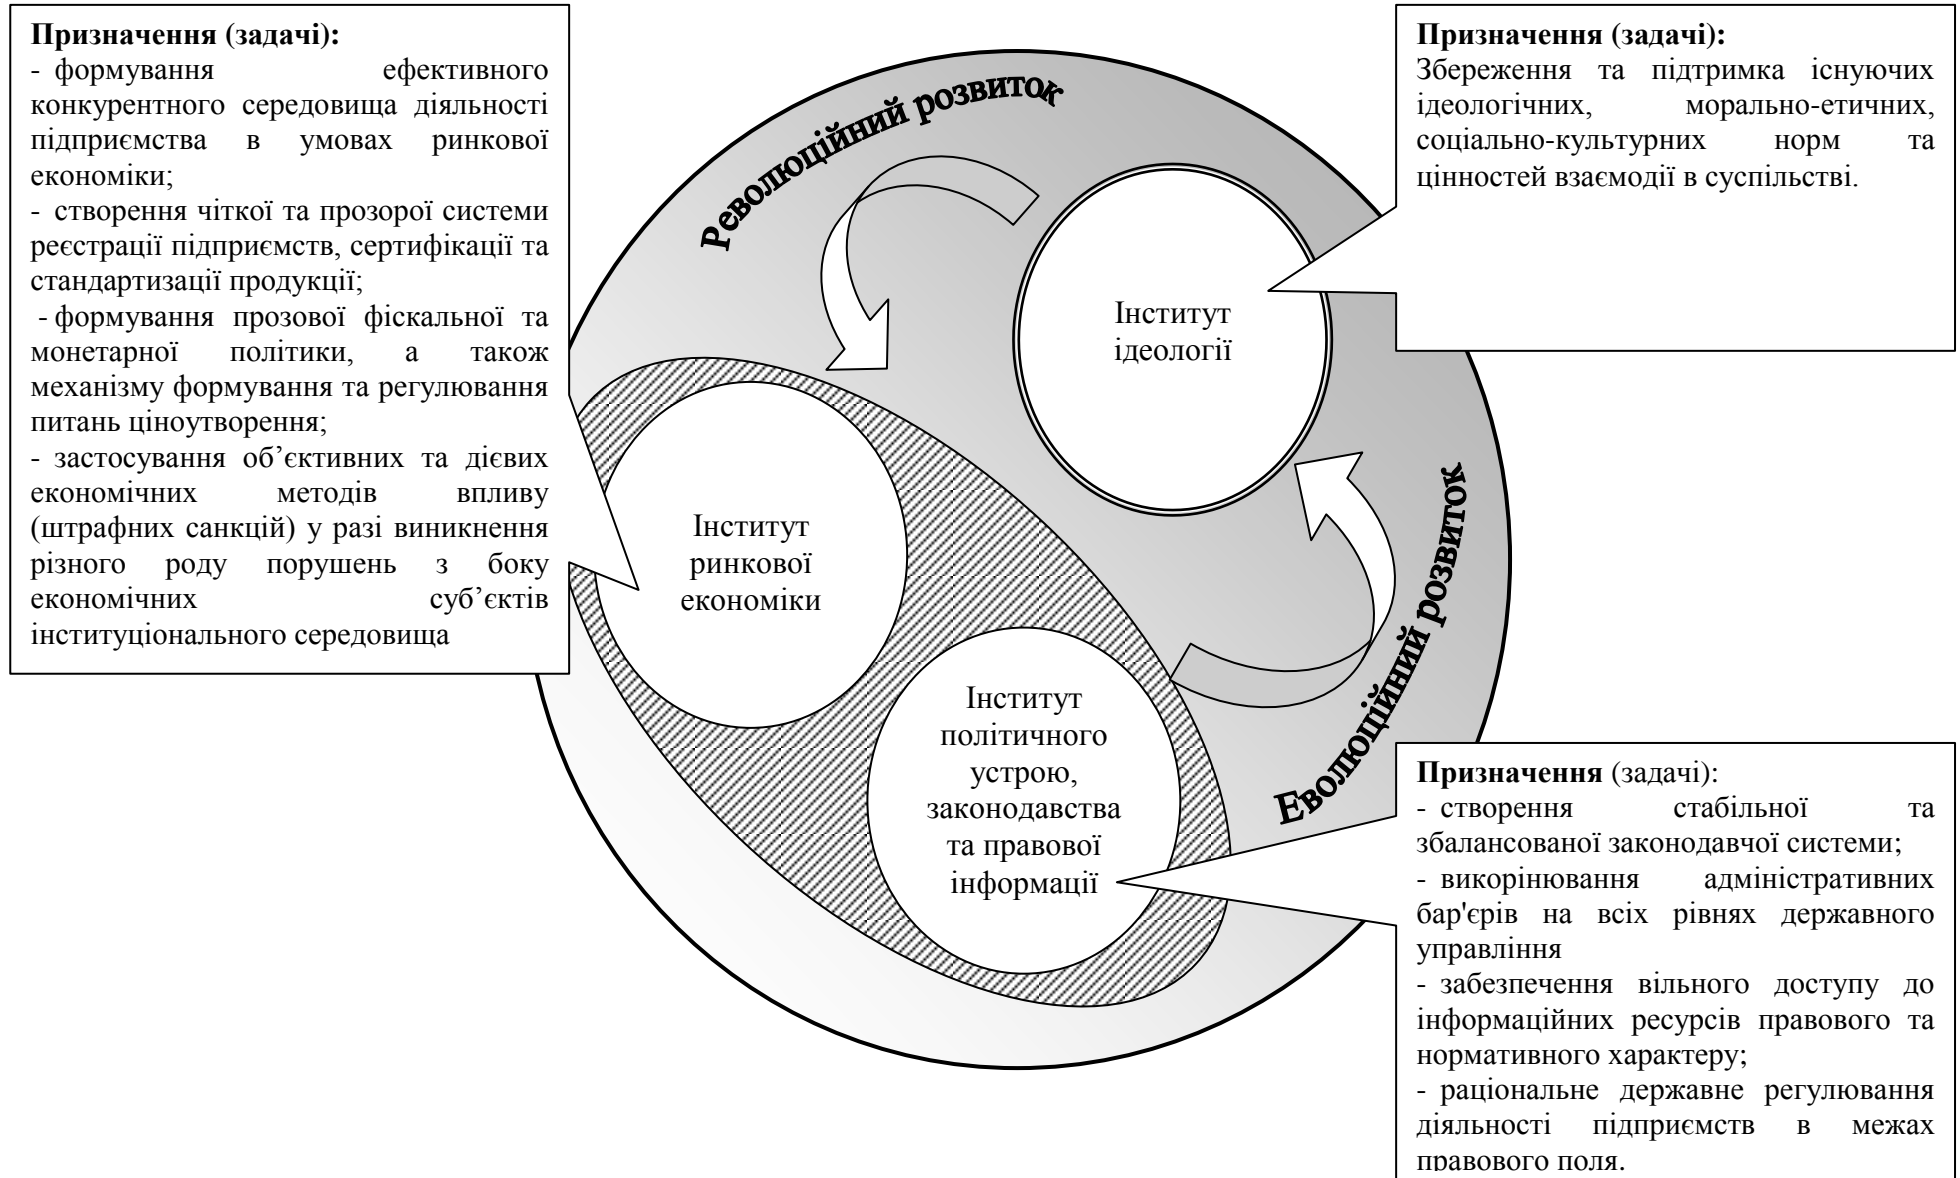 Призначення (задачі):
- формування ефективного
конкурентного середовища діяльності
підприємства в умовах ринкової
економіки;
- створення чіткої та прозорої системи
реєстрації підприємств, сертифікації та
стандартизації продукції;
- формування прозової фіскальної та
монетарної політики, а також
механізму формування та регулювання
питань ціноутворення;
- застосування об’єктивних та дієвих
економічних методів впливу
(штрафних санкцій) у разі виникнення
різного роду порушень з боку
економічних суб’єктів
інституціонального середовища
Революційний розвиток
Призначення (задачі):
Збереження та підтримка існуючих
ідеологічних, морально-етичних,
соціально-культурних норм та
цінностей взаємодії в суспільстві.
Інститут
ідеології
Інститут
ринкової
економіки
Еволюційний розвиток
Інститут
політичного
устрою,
законодавства
та правової
інформації
Призначення (задачі):
- створення стабільної та
збалансованої законодавчої системи;
- викорінювання адміністративних
бар'єрів на всіх рівнях державного
управління
- забезпечення вільного доступу до
інформаційних ресурсів правового та
нормативного характеру;
- раціональне державне регулювання
діяльності підприємств в межах
правового поля.